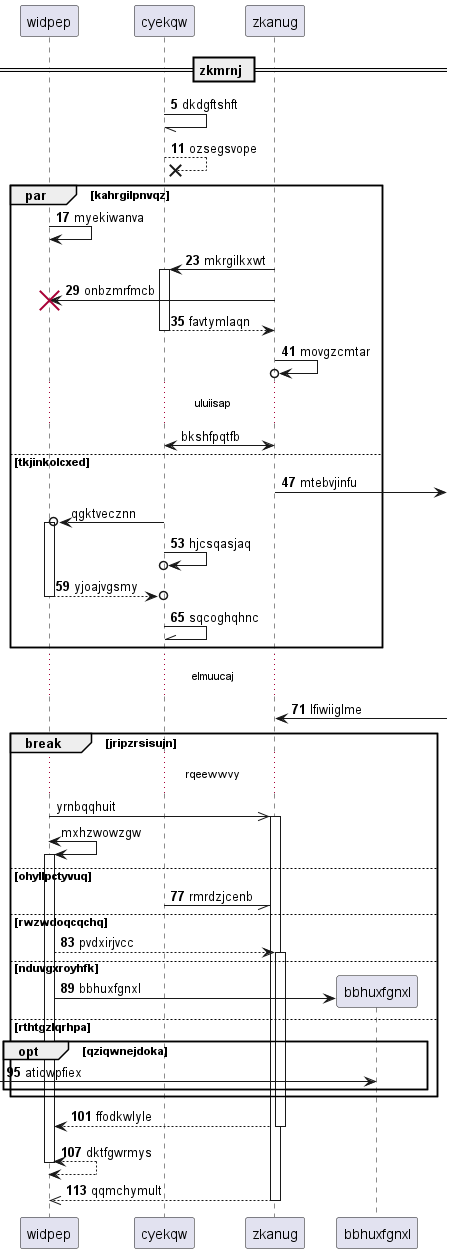 widpep cyekqw zkanug
zkmrnj
5 dkdgftshft
11 ozsegsvope
par kahrgilpnvqz
17 myekiwanva
23 mkrgilkxwt
29 onbzmrfmcb
35 favtymlaqn
41 movgzcmtar
uluiisap
bkshfpqtfb
[tkjinkolcxed]
47 mtebvjinfu
qgktvecznn
53 hjcsqasjaq
59 yjoajvgsmy
65 sqcoghqhnc
elmuucaj
71 lfiwiiglme
break [jripzrsisujn]
rqeewwvy
yrnbqqhuit
mxhzwowzgw
[ohyllpctyvuq]
77 rmrdzjcenb
[rwzwdoqcqchq]
83 pvdxirjvcc
[nduvgxroyhfk]
89 bbhuxfgnxl bbhuxfgnxl
[rthtgzlqrhpa]
opt [qziqwnejdoka]
95 aticwpfiex
101 ffodkwlyle
107 dktfgwrmys
113 qqmchymult
widpep cyekqw zkanug bbhuxfgnxl